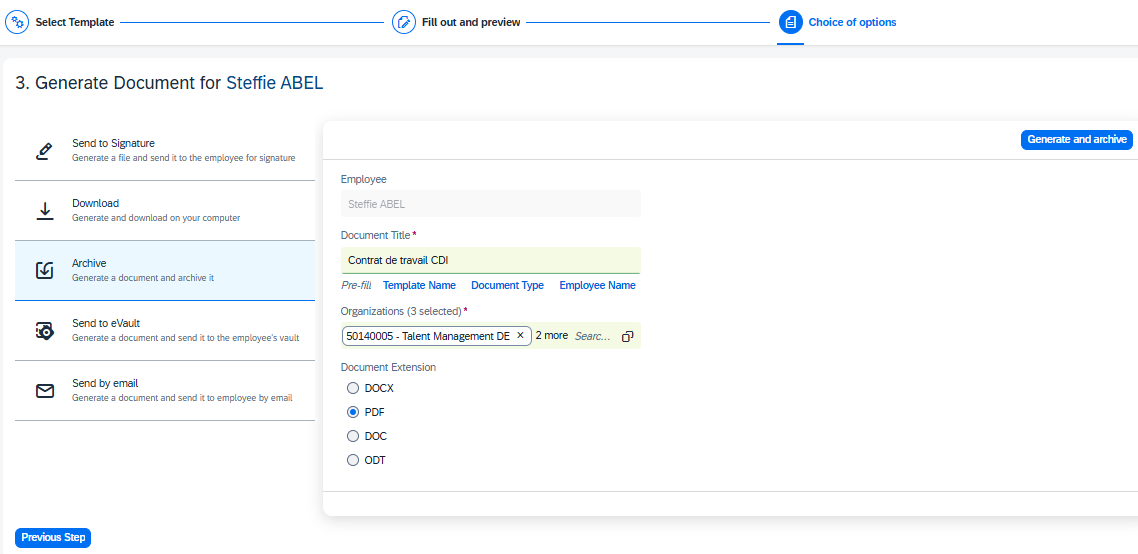 Select Template
Fill out and preview
Choice of options
3. Generate Document for Steffie ABEL
Send to Signature
Generate a file and send it to the employee for signature
Download
Generate and download on your computer
Archive
Generate a document and archive it
Send to eVault
Generate a document and send it to the employee's vault
Send by email
Generate a document and send it to employee by email
Generate and archive
Employee
Steffie ABEL
Document Title *
Contrat de travail CDI
Pre-fill Template Name Document Type Employee Name
Organizations (3 selected) *
50140005 - Talent Management DE × 2 more Searc...
Document Extension
DOCX
PDF
DOC
ODT
Previous Step